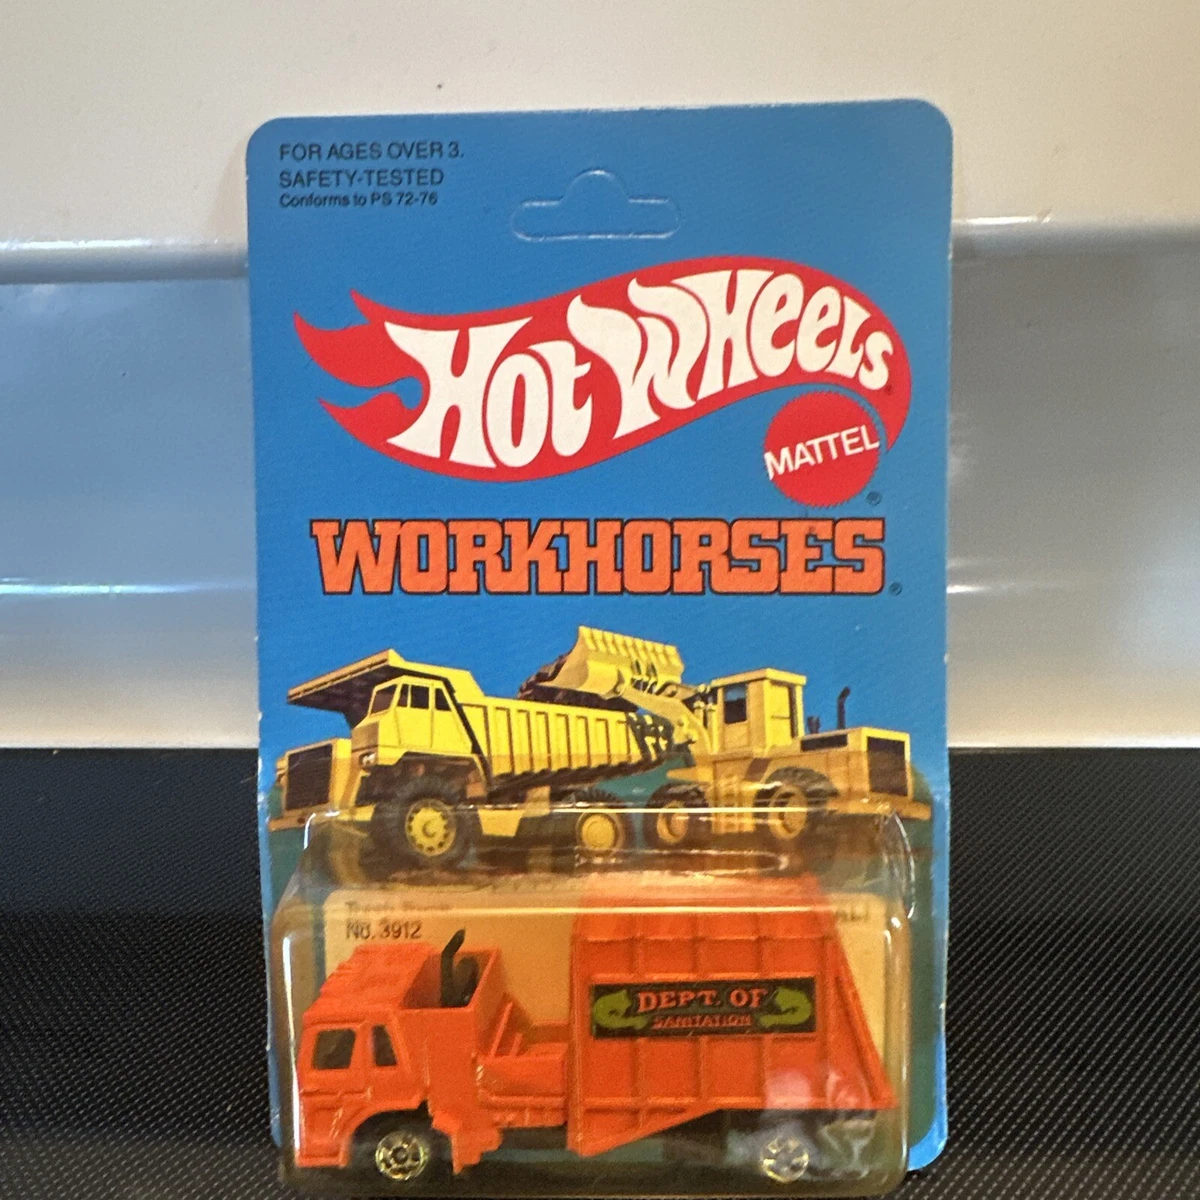 FOR AGES OVER 3.
SAFETY-TESTED
Conforms to PS 72-76
HOT WHEELS
MATTEL
®
WORKHORSES®
No. 3912
DEPT. OF
SANITATION